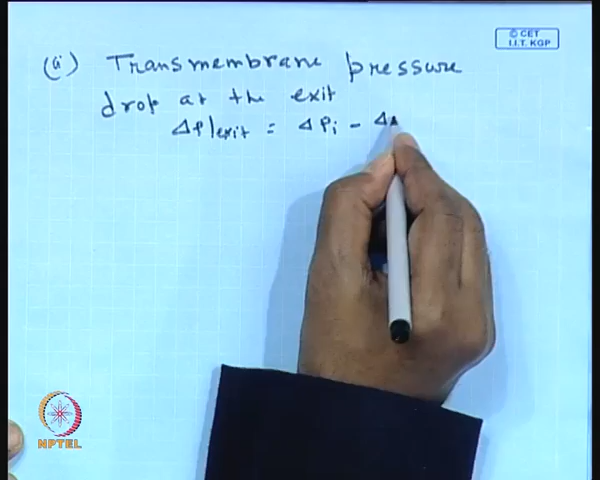 © CET
I.I.T. KGP
(ii) Transmembrane pressure
drop at the exit
ΔP|exit = ΔPi - Δ
NPTEL